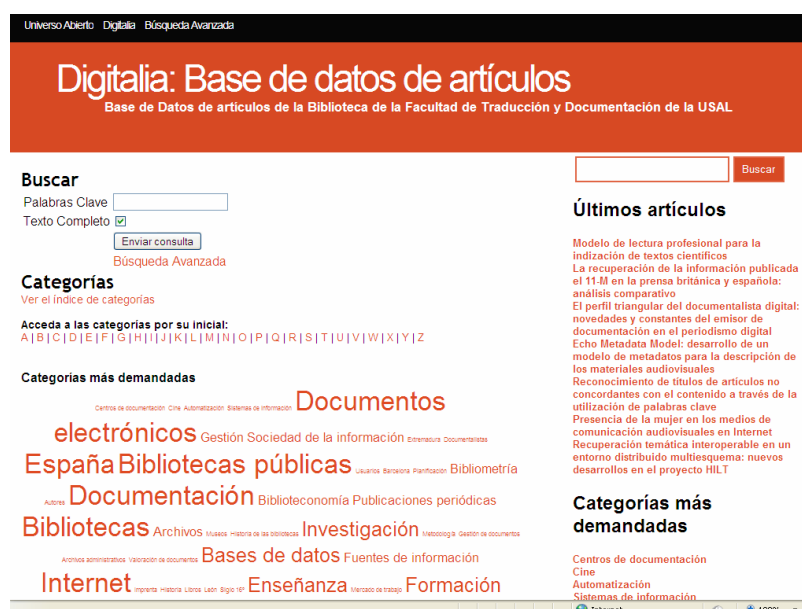 Universo Abierto Digitalia Búsqueda Avanzada
Digitalia: Base de datos de artículos
Base de Datos de artículos de la Biblioteca de la Facultad de Traducción y Documentación de la USAL
Buscar
Palabras Clave
Texto Completo
Enviar consulta
Búsqueda Avanzada
Categorías
Ver el índice de categorías
Acceda a las categorías por su inicial:
A|B|C|D|E|F|G|H|I|J|K|L|M|N|O|P|Q|R|S|T|U|V|W|X|Y|Z
Categorías más demandadas
Centros de documentación Cine Automatización Sistemas de información Documentos
electrónicos Gestión Sociedad de la información Extremadura Documentalistas
España Bibliotecas públicas Usuarios Barcelona Planificación Bibliometría
Autores Documentación Biblioteconomía Publicaciones periódicas
Bibliotecas Archivos Museos Historia de las bibliotecas Investigación Metodología Gestión de documentos
Archivos administrativos Valoración de documentos Bases de datos Fuentes de información
Internet Imprenta Historia Libros León Siglo 16º Enseñanza Mercado de trabajo Formación
Buscar
Últimos artículos
Modelo de lectura profesional para la
indización de textos científicos
La recuperación de la información publicada
el 11-M en la prensa británica y española:
análisis comparativo
El perfil triangular del documentalista digital:
novedades y constantes del emisor de
documentación en el periodismo digital
Echo Metadata Model: desarrollo de un
modelo de metadatos para la descripción de
los materiales audiovisuales
Reconocimiento de títulos de artículos no
concordantes con el contenido a través de la
utilización de palabras clave
Presencia de la mujer en los medios de
comunicación audiovisuales en Internet
Recuperación temática interoperable en un
entorno distribuido multiesquema: nuevos
desarrollos en el proyecto HILT
Categorías más
demandadas
Centros de documentación
Cine
Automatización
Sistemas de información